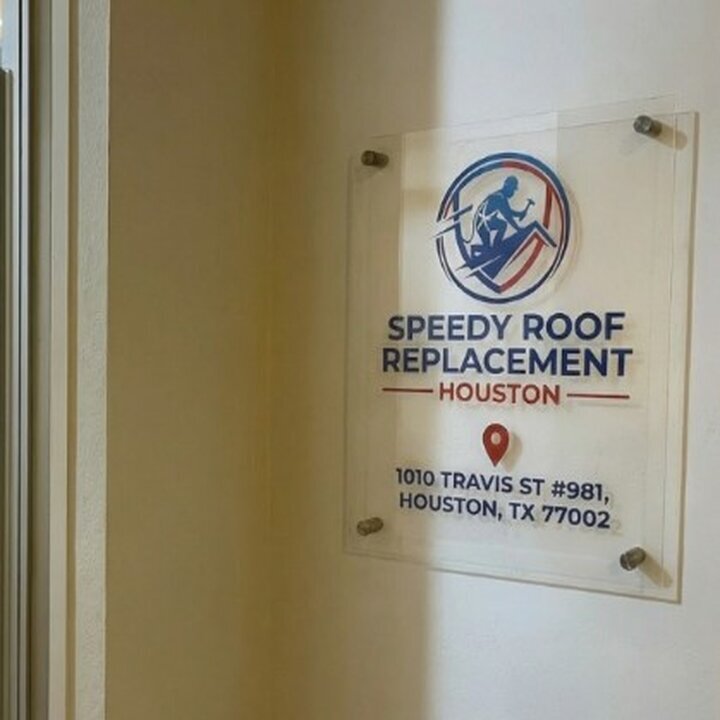 SPEEDY ROOF
REPLACEMENT
HOUSTON
1010 TRAVIS ST #981,
HOUSTON, TX 77002